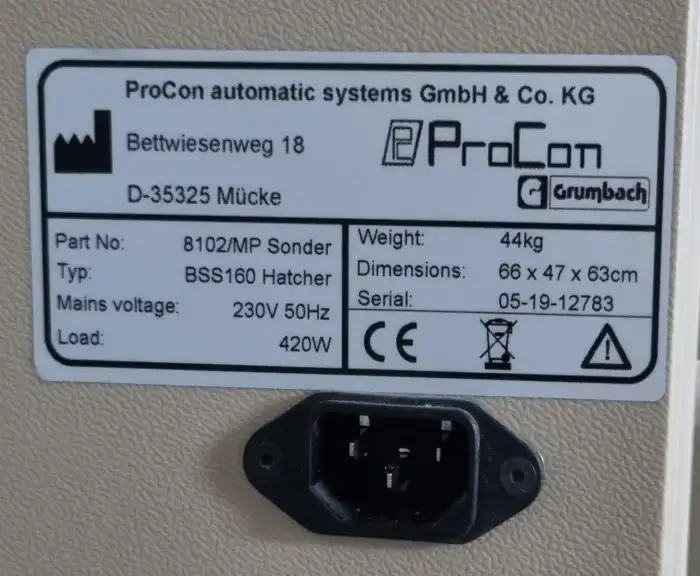 ProCon automatic systems GmbH & Co. KG
Bettwiesenweg 18
D-35325 Mücke
ProCon
Grumbach
Part No: 8102/MP Sonder
Typ: BSS160 Hatcher
Mains voltage: 230V 50Hz
Load: 420W
Weight: 44kg
Dimensions: 66 x 47 x 63cm
Serial: 05-19-12783
CE